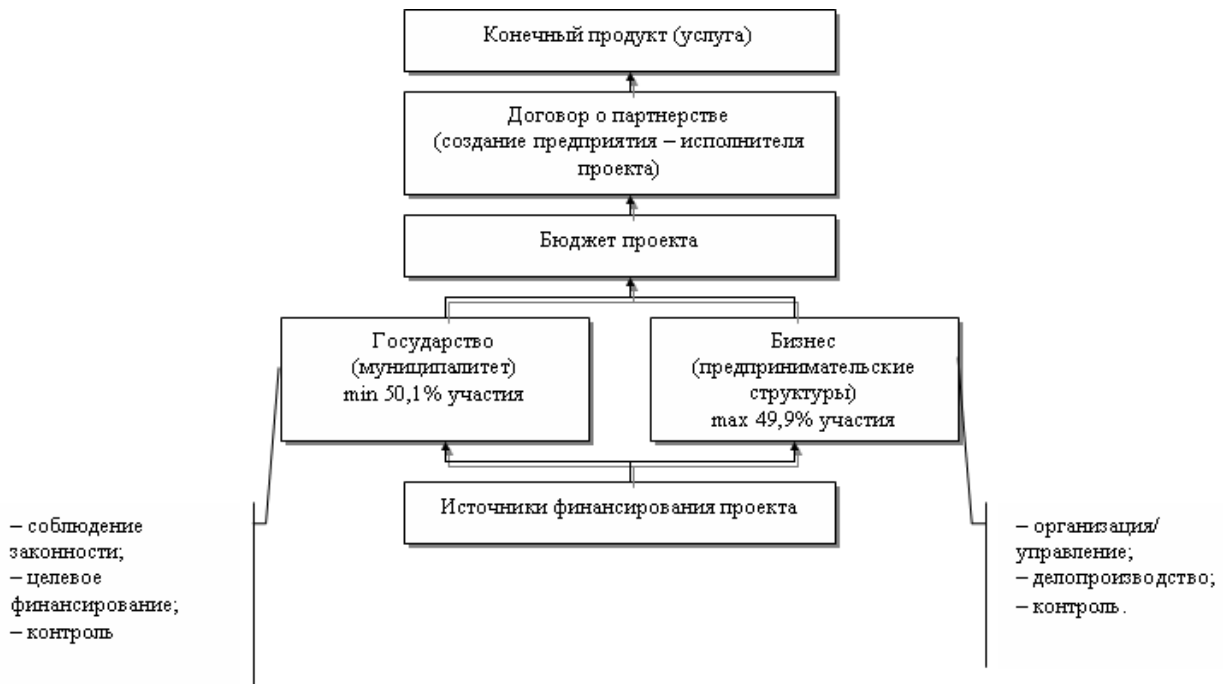 Конечный продукт (услуга)
Договор о партнерстве
(создание предприятия – исполнителя
проекта)
Бюджет проекта
Государство
(муниципалитет)
min 50,1% участия
Бизнес
(предпринимательские
структуры)
max 49,9% участия
Источники финансирования проекта
– соблюдение
законности;
– целевое
финансирование;
– контроль
– организация/
управление;
– делопроизводство;
– контроль.